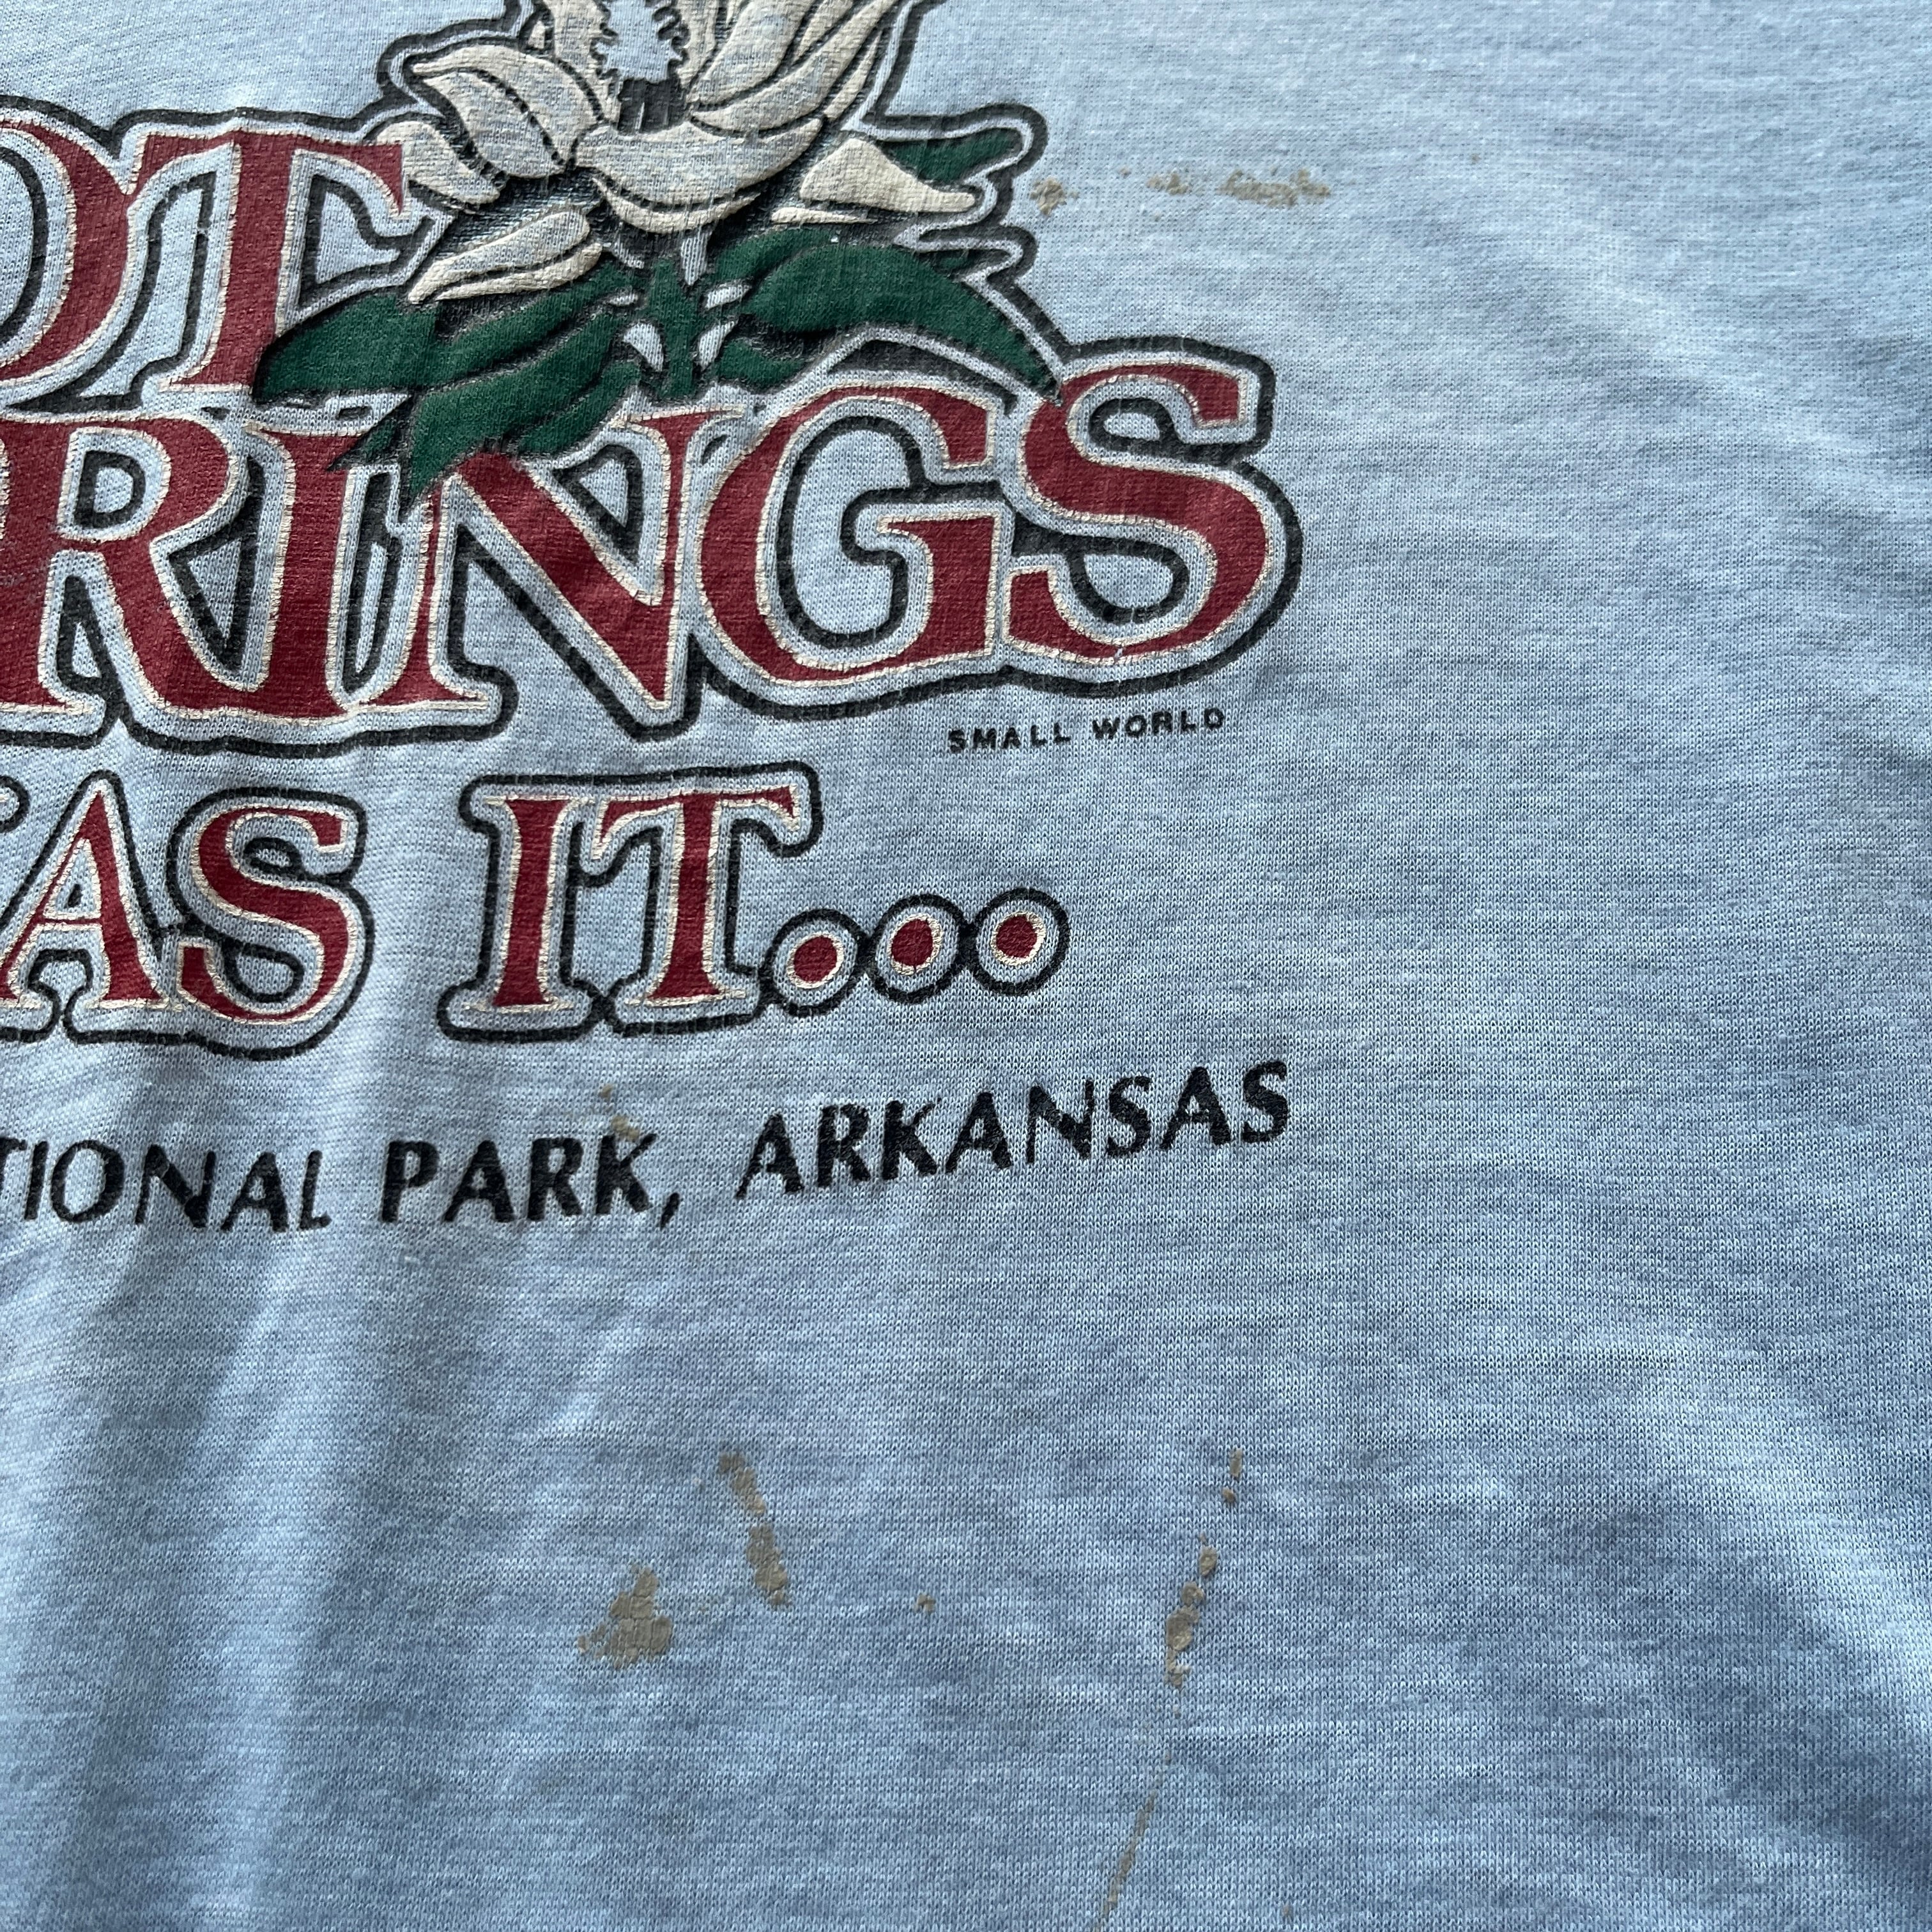 OT
RINGS
SMALL WORLD
AS IT...
TIONAL PARK, ARKANSAS